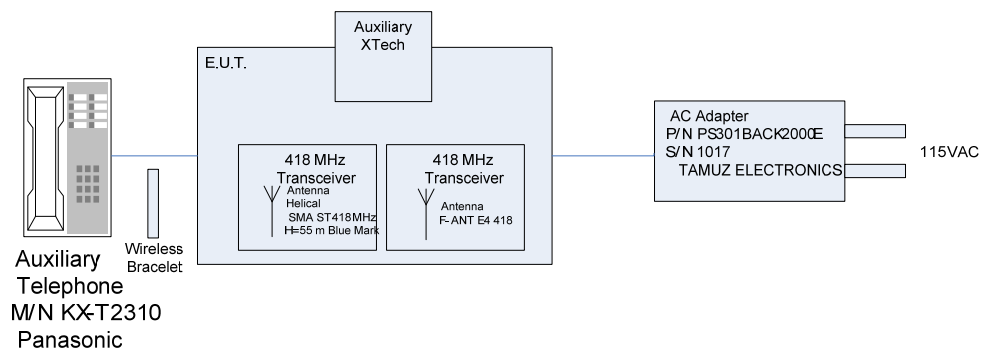 Auxiliary
XTech
E.U.T.
418 MHz
Transceiver
Antenna
Helical
SMA ST418MHz
H=55 m Blue Mark
418 MHz
Transceiver
Antenna
F-ANT E4 418
AC Adapter
P/N PS301BACK2000E
S/N 1017
TAMUZ ELECTRONICS
115VAC
Wireless
Bracelet
Auxiliary
Telephone
M/N KX-T2310
Panasonic